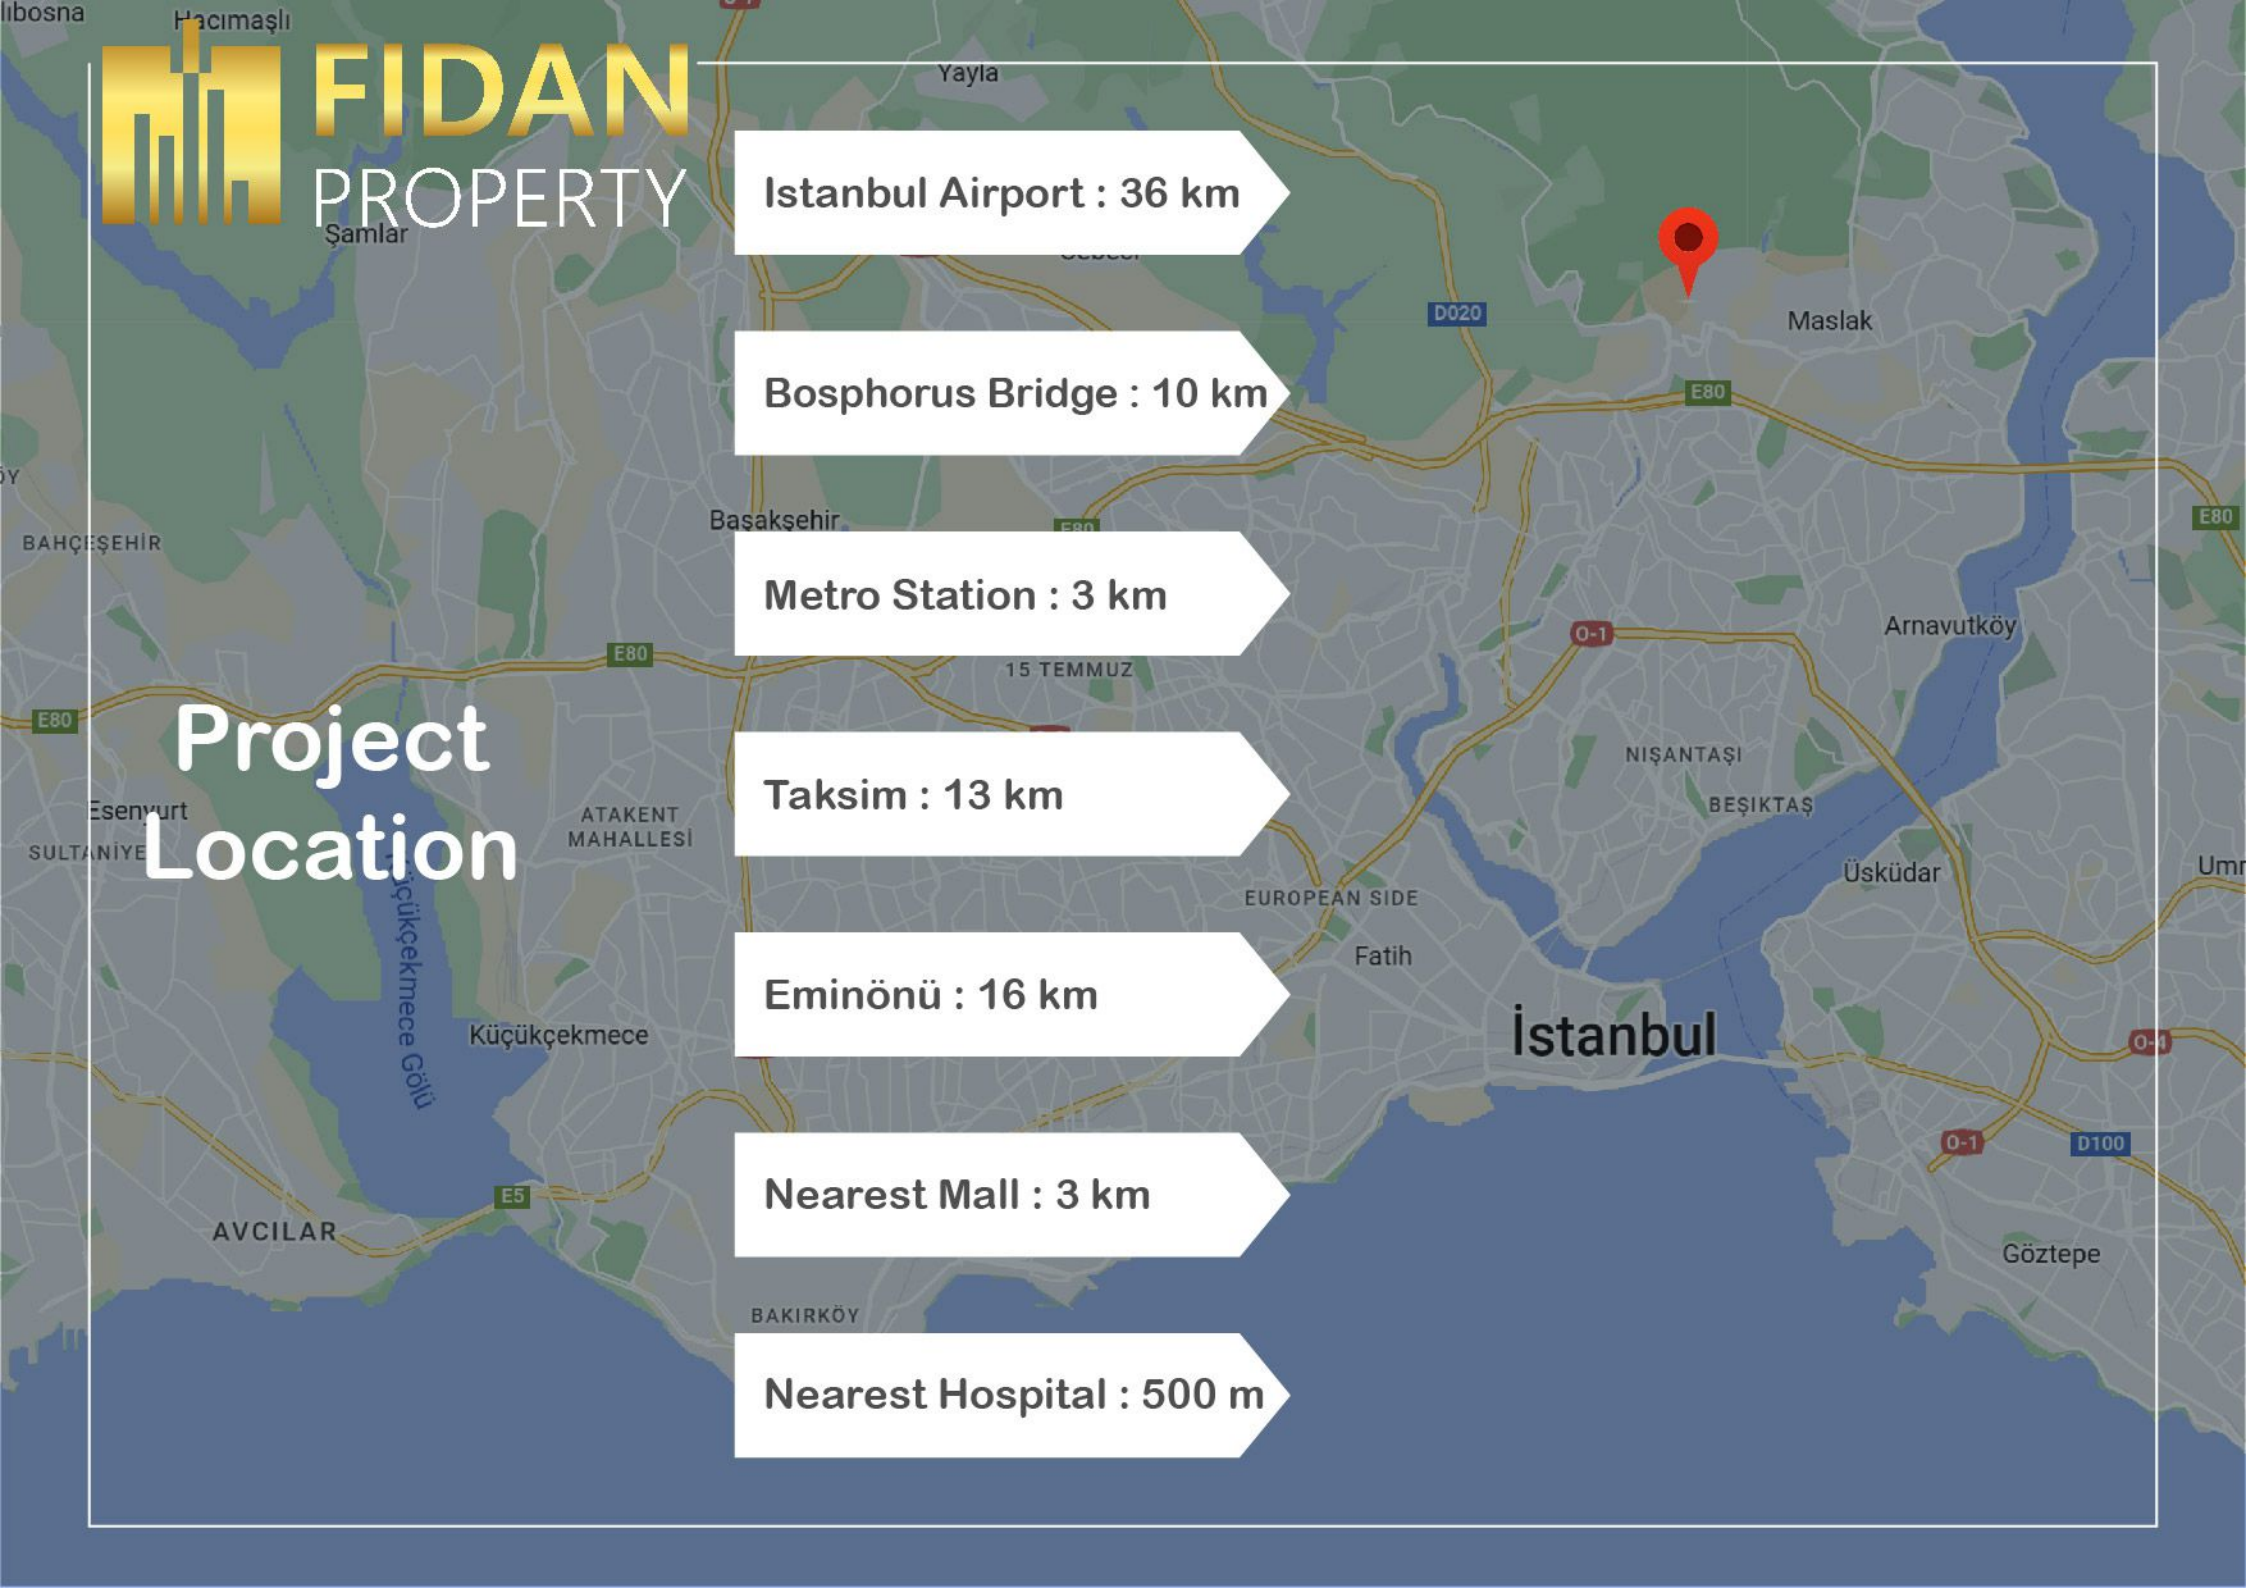 Hacımaşlı
FIDAN
PROPERTY
Şamlar
Yayla
Istanbul Airport : 36 km
D020
Maslak
Bosphorus Bridge : 10 km
E80
Başakşehir
E80
E80
BAHÇEŞEHİR
Metro Station : 3 km
O-1
Arnavutköy
E80
15 TEMMUZ
E80
Project
Location
Esenyurt
SULTANİYE
ATAKENT
MAHALLESİ
Taksim : 13 km
NIŞANTAŞI
BEŞIKTAŞ
Üsküdar
EUROPEAN SIDE
Fatih
Küçükçekmece Gölü
Küçükçekmece
Eminönü : 16 km
İstanbul
O-4
O-1
D100
E5
AVCILAR
Nearest Mall : 3 km
Göztepe
BAKIRKÖY
Nearest Hospital : 500 m